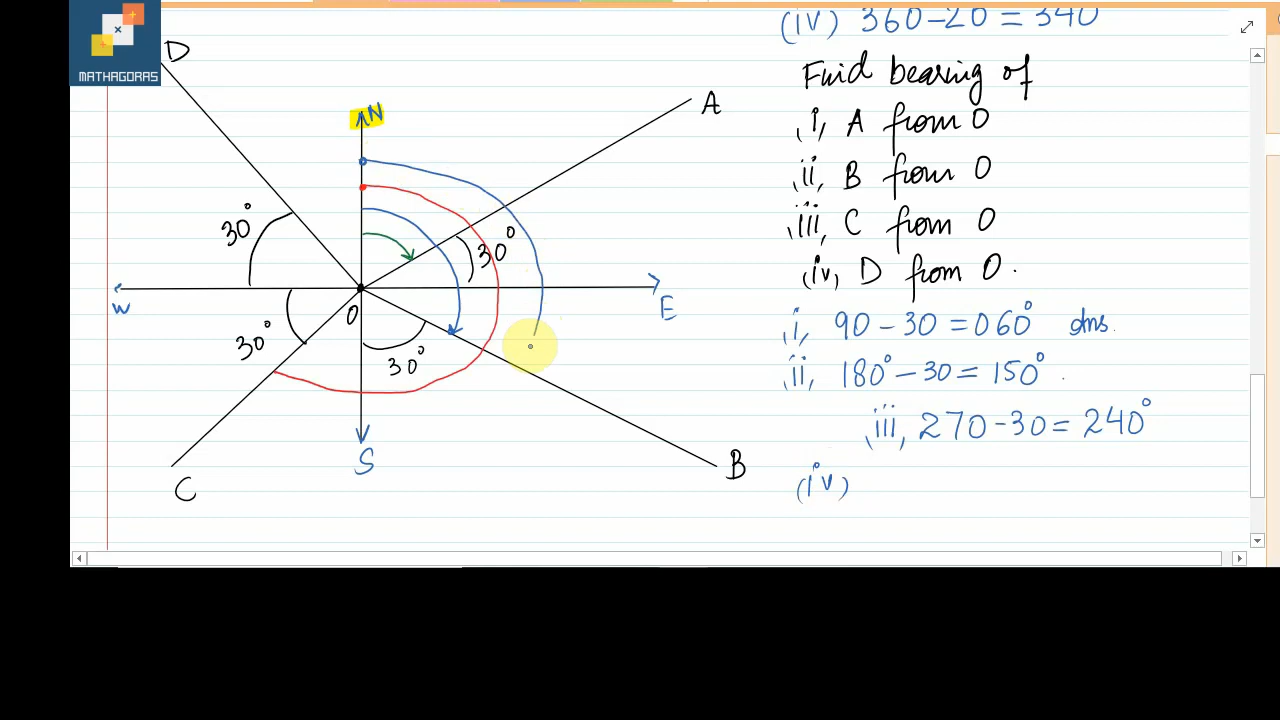 (iv) 360-20 = 340
MATHAGORAS
D
N
A
Find bearing of
(i) A from O
(ii) B from O
(iii) C from O
(iv) D from O.
30°
30°
W
E
O
30°
30°
(i) 90 - 30 = 060° Ans.
(ii) 180° - 30 = 150°.
(iii) 270 - 30 = 240°
(iv)
S
B
C